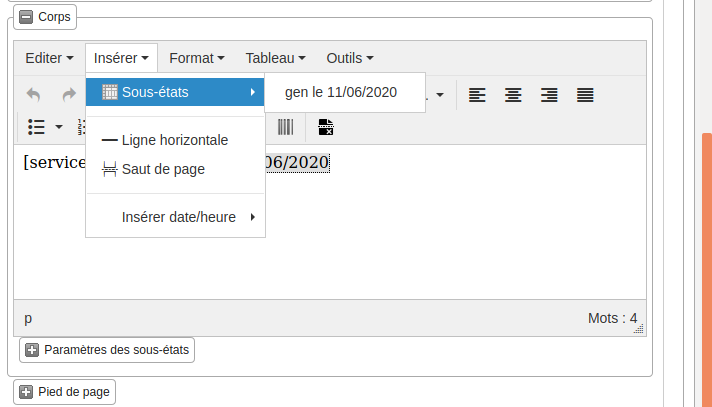 Corps
Editer Insérer Format Tableau Outils
Sous-états gen le 11/06/2020
Ligne horizontale
[service 06/2020
Saut de page
Insérer date/heure
p Mots : 4
Paramètres des sous-états
Pied de page